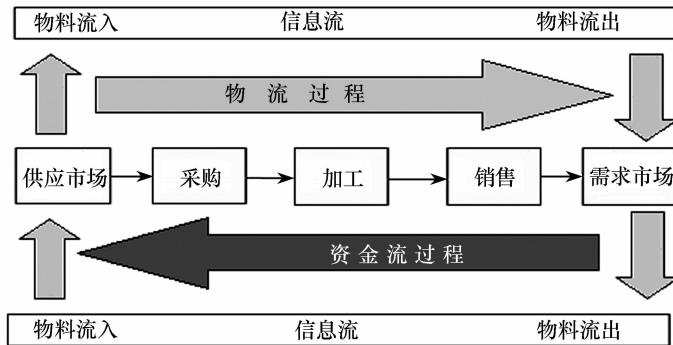 物料流入 信息流 物料流出
物流过程
供应市场 采购 加工 销售 需求市场
资金流过程
物料流入 信息流 物料流出